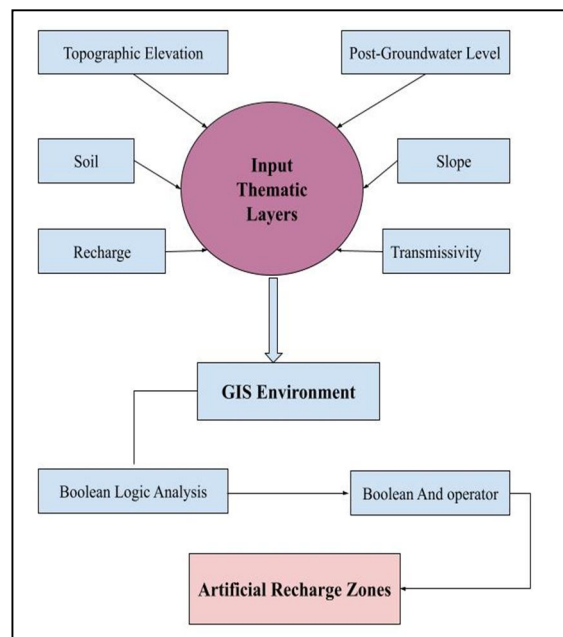 Topographic Elevation
Post-Groundwater Level
Input
Thematic
Layers
Soil
Slope
Recharge
Transmissivity
GIS Environment
Boolean Logic Analysis
Boolean And operator
Artificial Recharge Zones